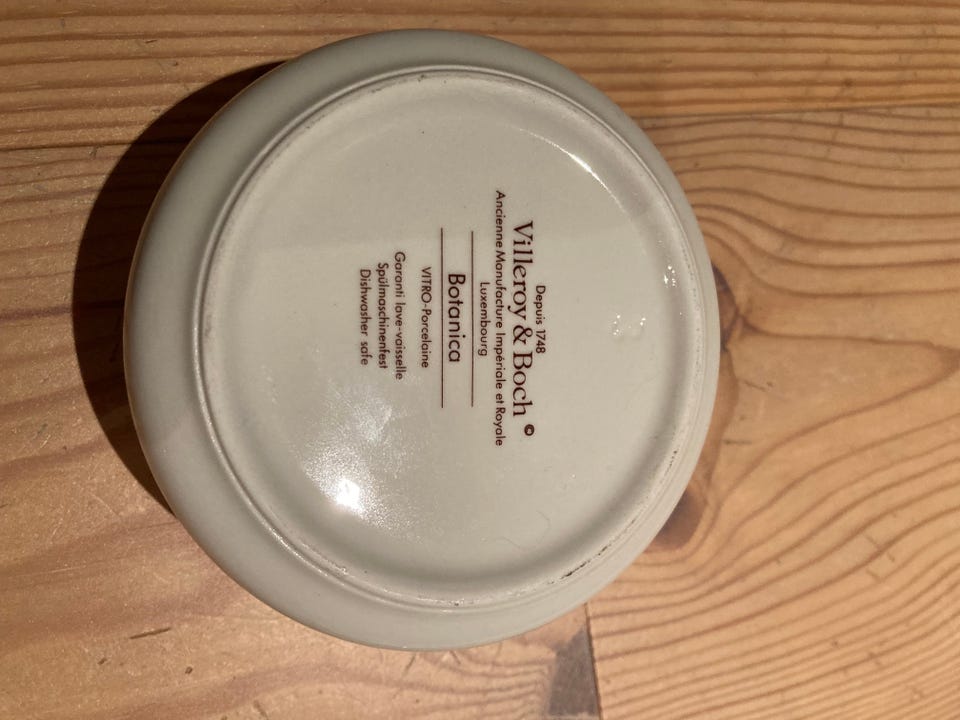 Depuis 1748
Villeroy & Boch ©
Ancienne Manufacture Impériale et Royale
Luxembourg
Botanica
VITRO-Porcelaine
Garanti lave-vaisselle
Spülmaschinenfest
Dishwasher safe